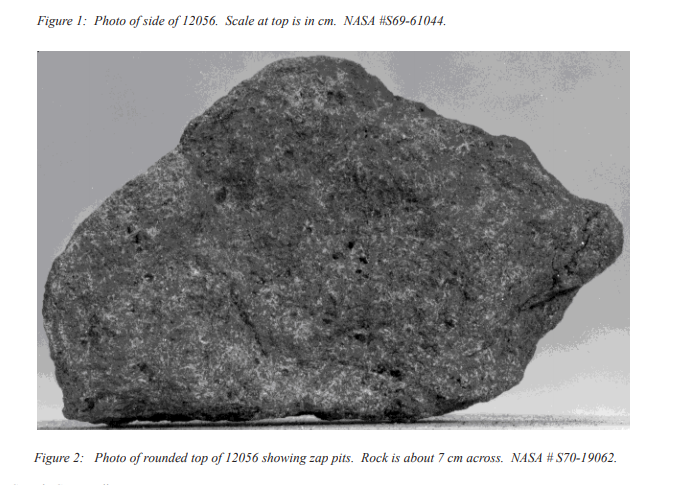 Figure 1: Photo of side of 12056. Scale at top is in cm. NASA #S69-61044.
Figure 2: Photo of rounded top of 12056 showing zap pits. Rock is about 7 cm across. NASA # S70-19062.